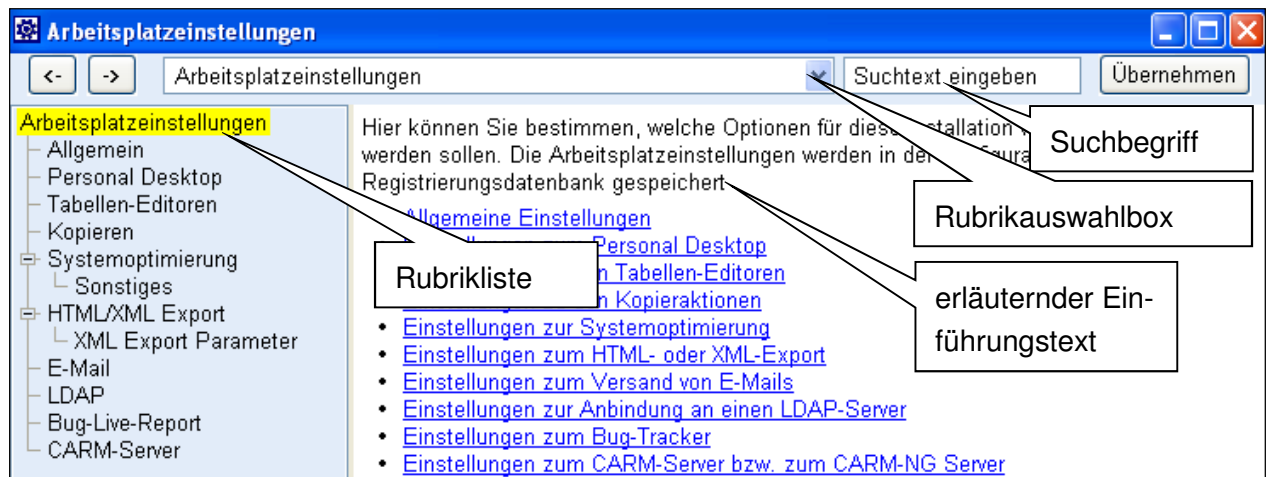 Arbeitsplatzeinstellungen
<- -> Arbeitsplatzeinstellungen Suchtext eingeben Übernehmen
Arbeitsplatzeinstellungen
Allgemein
Personal Desktop
Tabellen-Editoren
Kopieren
Systemoptimierung
Sonstiges
HTML/XML Export
XML Export Parameter
E-Mail
LDAP
Bug-Live-Report
CARM-Server
Hier können Sie bestimmen, welche Optionen für diese
werden sollen. Die Arbeitsplatzeinstellungen werden in der
Registrierungsdatenbank gespeichert
Allgemeine Einstellungen
Personal Desktop
Tabellen-Editoren
Kopieraktionen
• Einstellungen zur Systemoptimierung
• Einstellungen zum HTML- oder XML-Export
• Einstellungen zum Versand von E-Mails
• Einstellungen zur Anbindung an einen LDAP-Server
• Einstellungen zum Bug-Tracker
• Einstellungen zum CARM-Server bzw. zum CARM-NG Server
Suchbegriff
Rubrikauswahlbox
Rubrikliste
erläuternder Ein-
führungstext